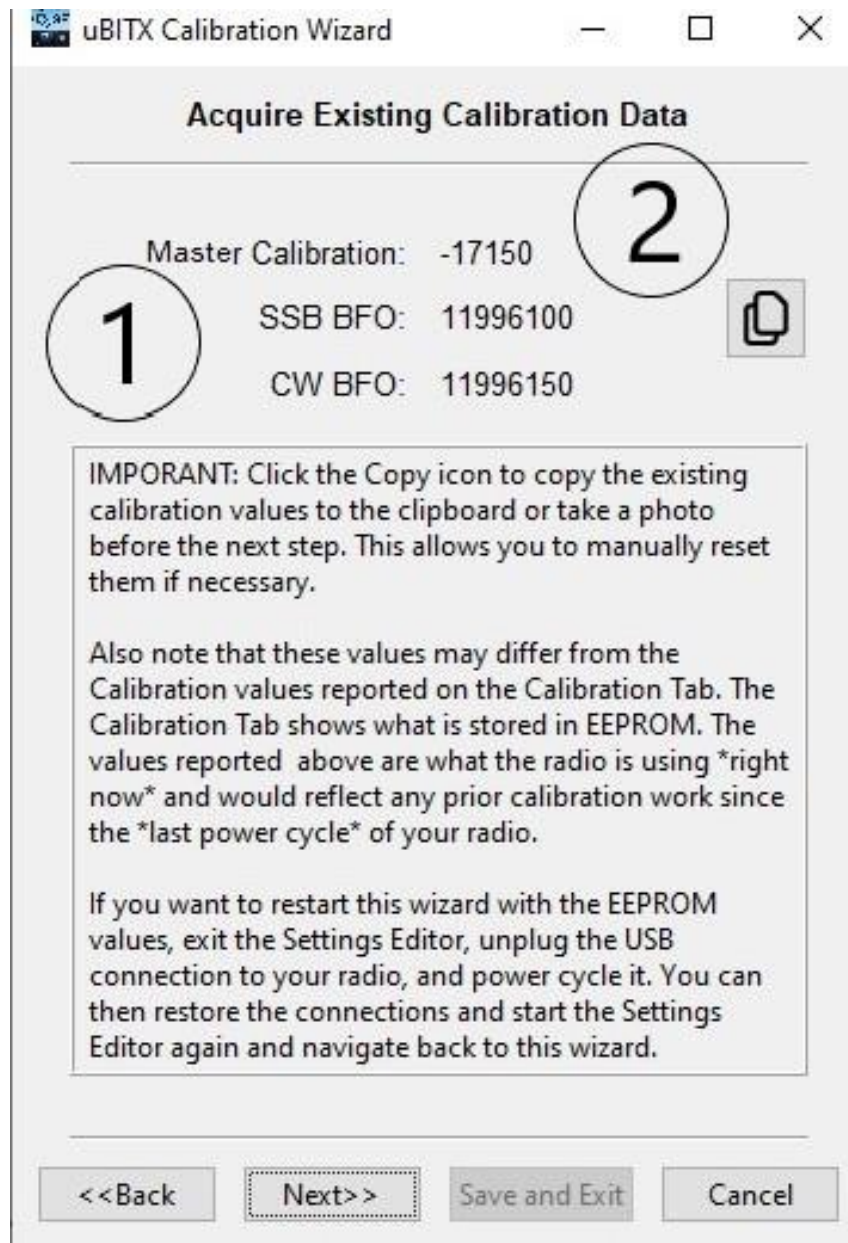 uBITX Calibration Wizard
Acquire Existing Calibration Data
2
Master Calibration: -17150
1
SSB BFO: 11996100
CW BFO: 11996150
IMPORANT: Click the Copy icon to copy the existing
calibration values to the clipboard or take a photo
before the next step. This allows you to manually reset
them if necessary.
Also note that these values may differ from the
Calibration values reported on the Calibration Tab. The
Calibration Tab shows what is stored in EEPROM. The
values reported  above are what the radio is using *right
now* and would reflect any prior calibration work since
the *last power cycle* of your radio.
If you want to restart this wizard with the EEPROM
values, exit the Settings Editor, unplug the USB
connection to your radio, and power cycle it. You can
then restore the connections and start the Settings
Editor again and navigate back to this wizard.
<<Back Next>> Save and Exit Cancel